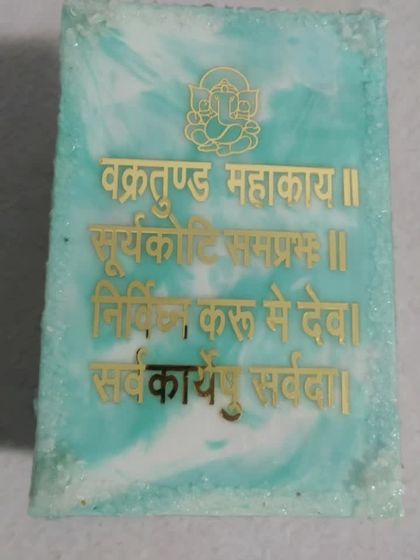 वक्रतुण्ड महाकाय॥
सूर्यकोटि समप्रभः॥
निर्विघ्न करू मे देव।
सर्वकार्येषु सर्वदा।